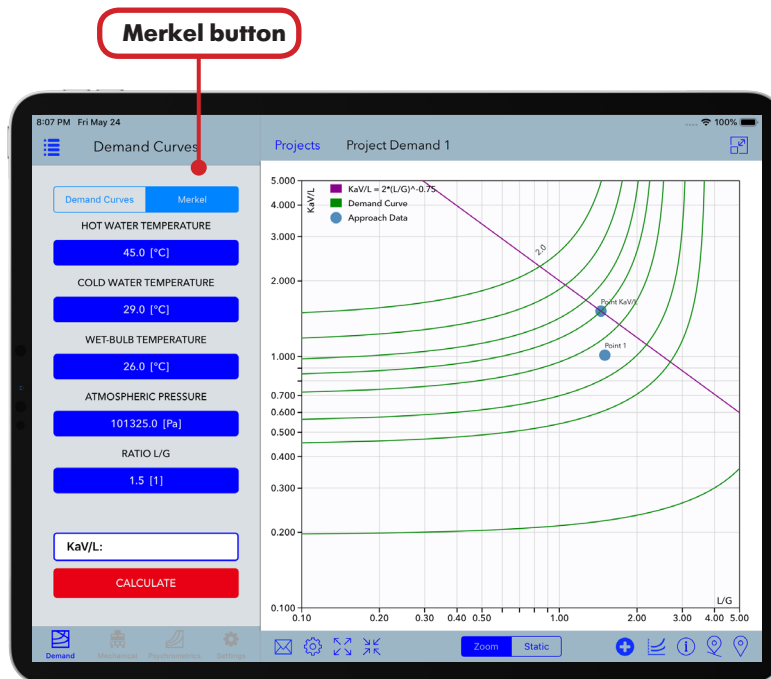 Merkel button
8:07 PM Fri May 24
100%
Demand Curves
Projects
Project Demand 1
Demand Curves
Merkel
HOT WATER TEMPERATURE
45.0 [°C]
COLD WATER TEMPERATURE
29.0 [°C]
WET-BULB TEMPERATURE
26.0 [°C]
ATMOSPHERIC PRESSURE
101325.0 [Pa]
RATIO L/G
1.5 [1]
KaV/L:
CALCULATE
Demand
Mechanical
Psychrometrics
Settings
KaV/L
KaV/L = 2*(L/G)^-0.75
Demand Curve
Approach Data
5.000
4.000
3.000
2.000
1.000
0.700
0.600
0.500
0.400
0.300
0.200
0.100
2.0
Point KaV/L
Point 1
L/G
0.10
0.20
0.30
0.40
0.50
1.00
2.00
3.00
4.00
5.00
Zoom
Static